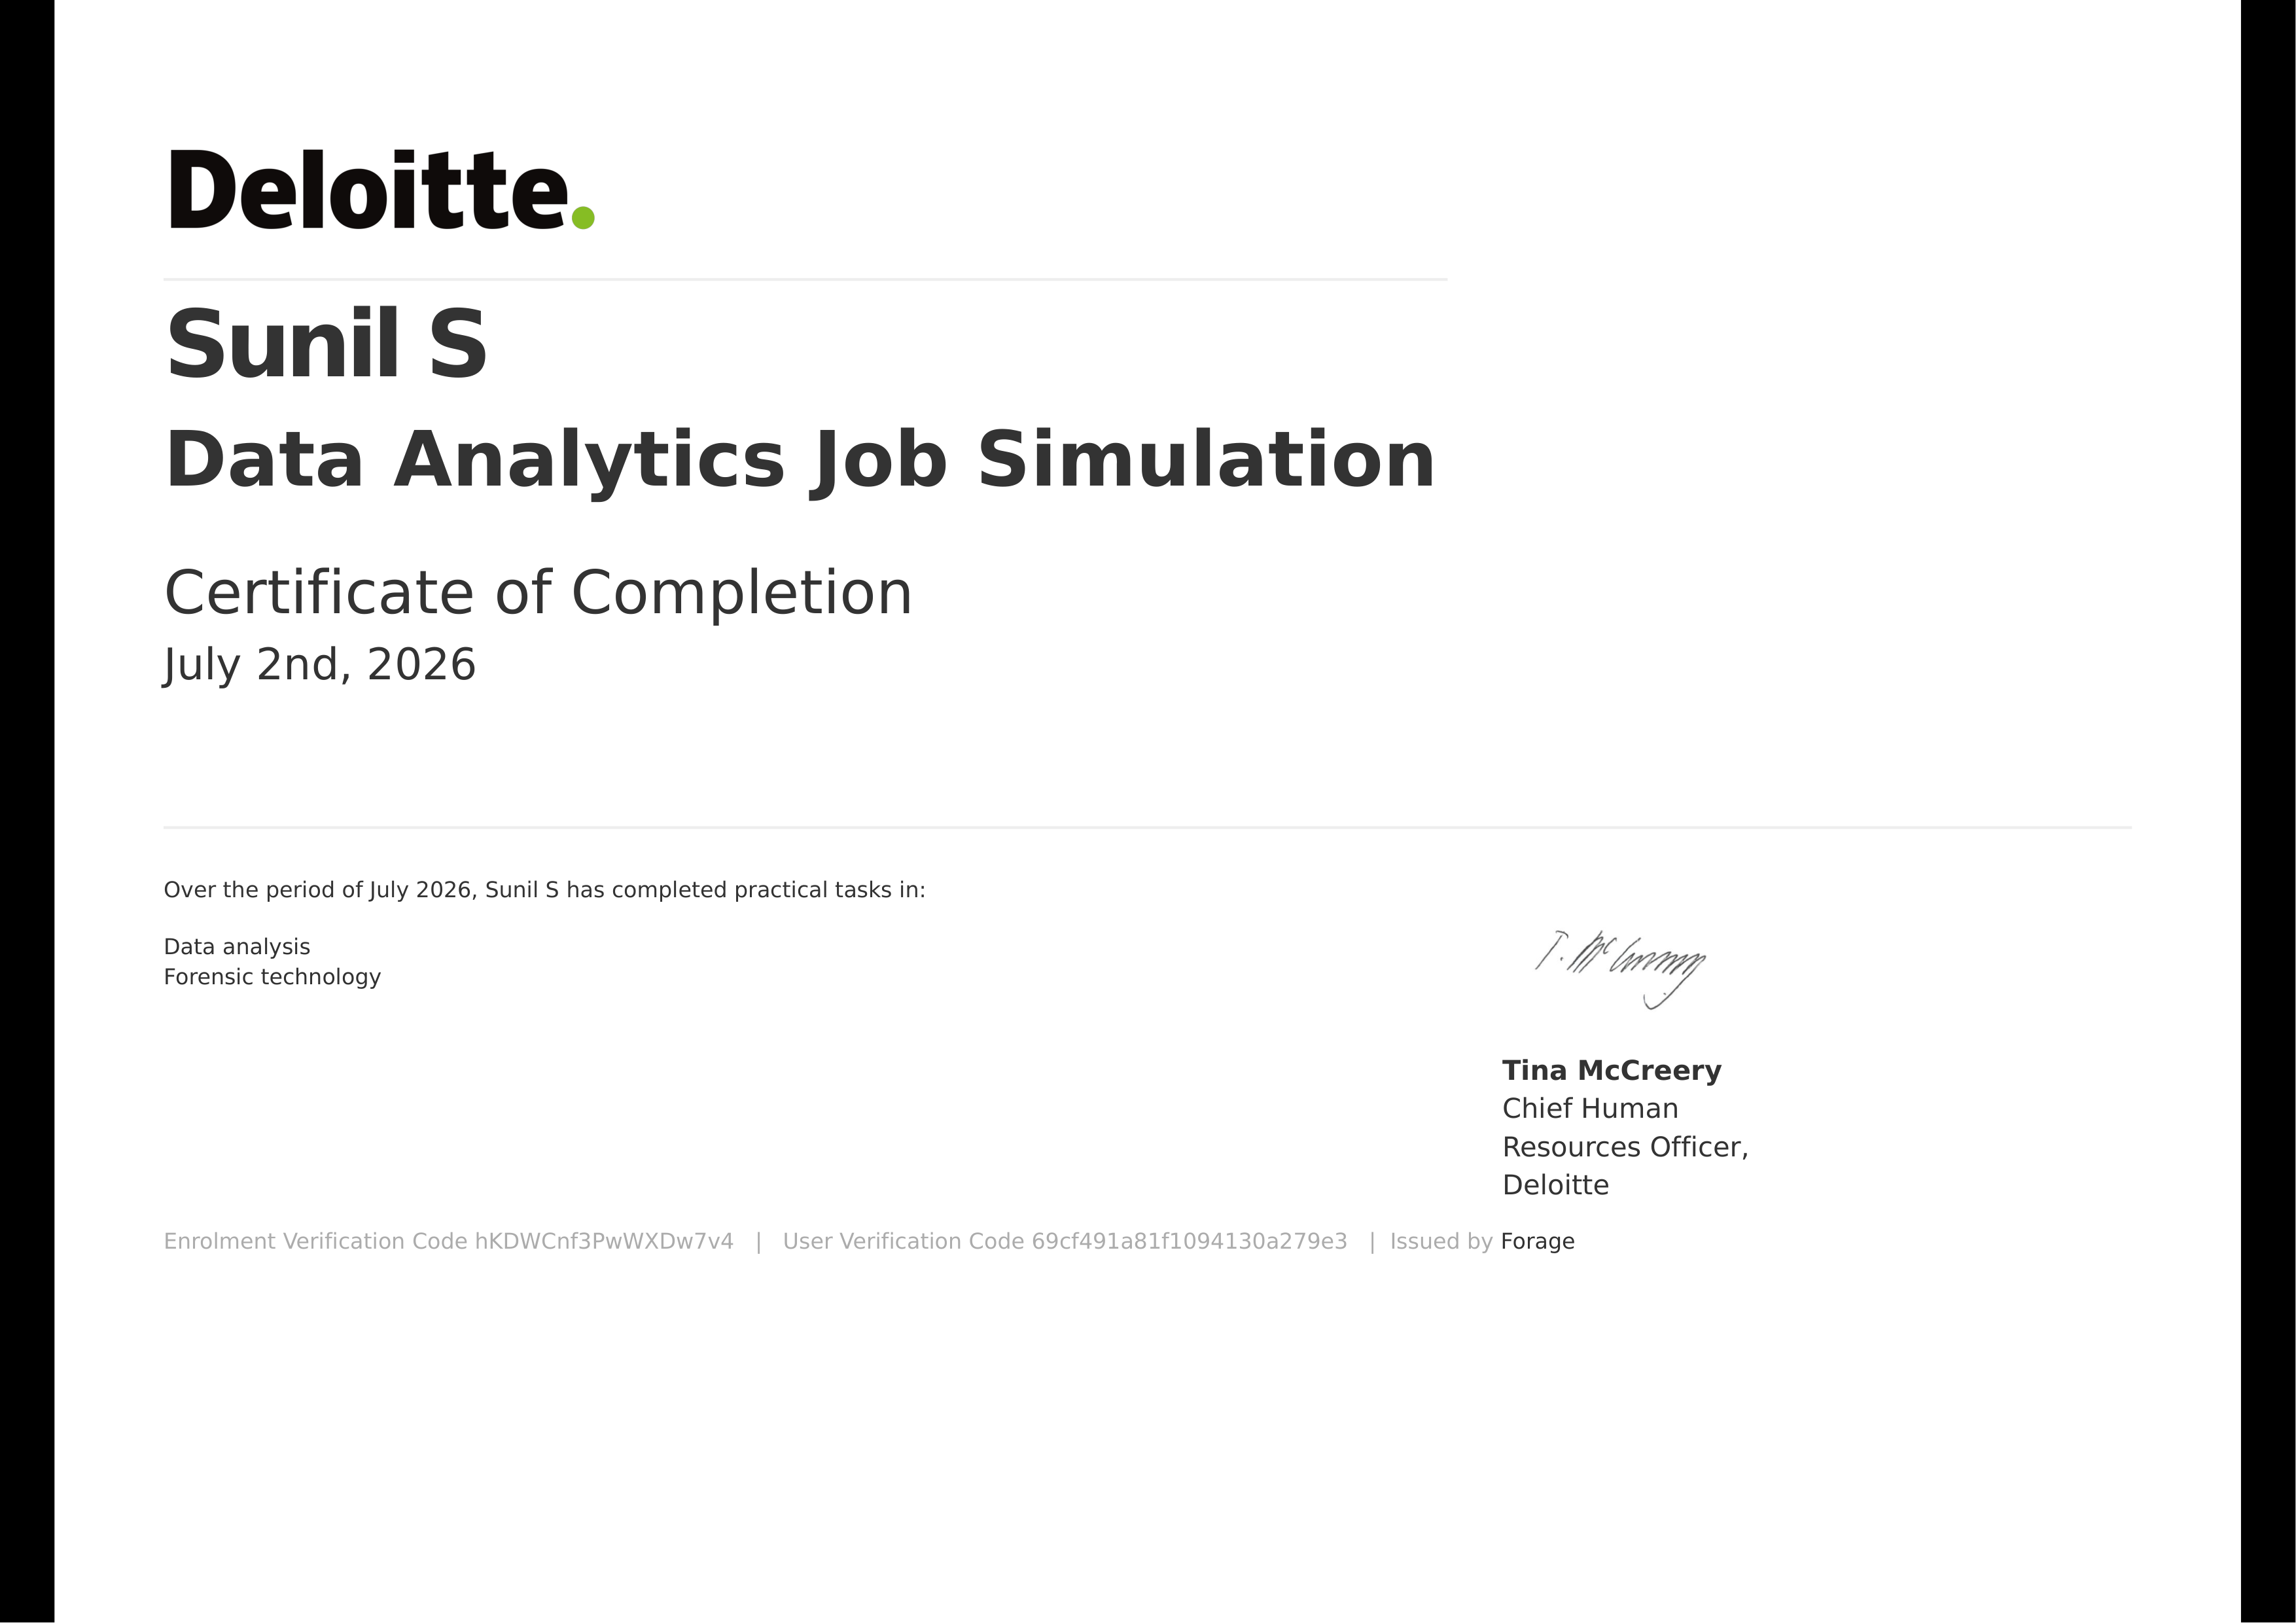 Deloitte.
Sunil S
Data Analytics Job Simulation
Certificate of Completion
July 2nd, 2026
Over the period of July 2026, Sunil S has completed practical tasks in:
Data analysis
Forensic technology
T. McCreery
Tina McCreery
Chief Human
Resources Officer,
Deloitte
Enrolment Verification Code hKDWCnf3PwWXDw7v4 | User Verification Code 69cf491a81f1094130a279e3 | Issued by Forage